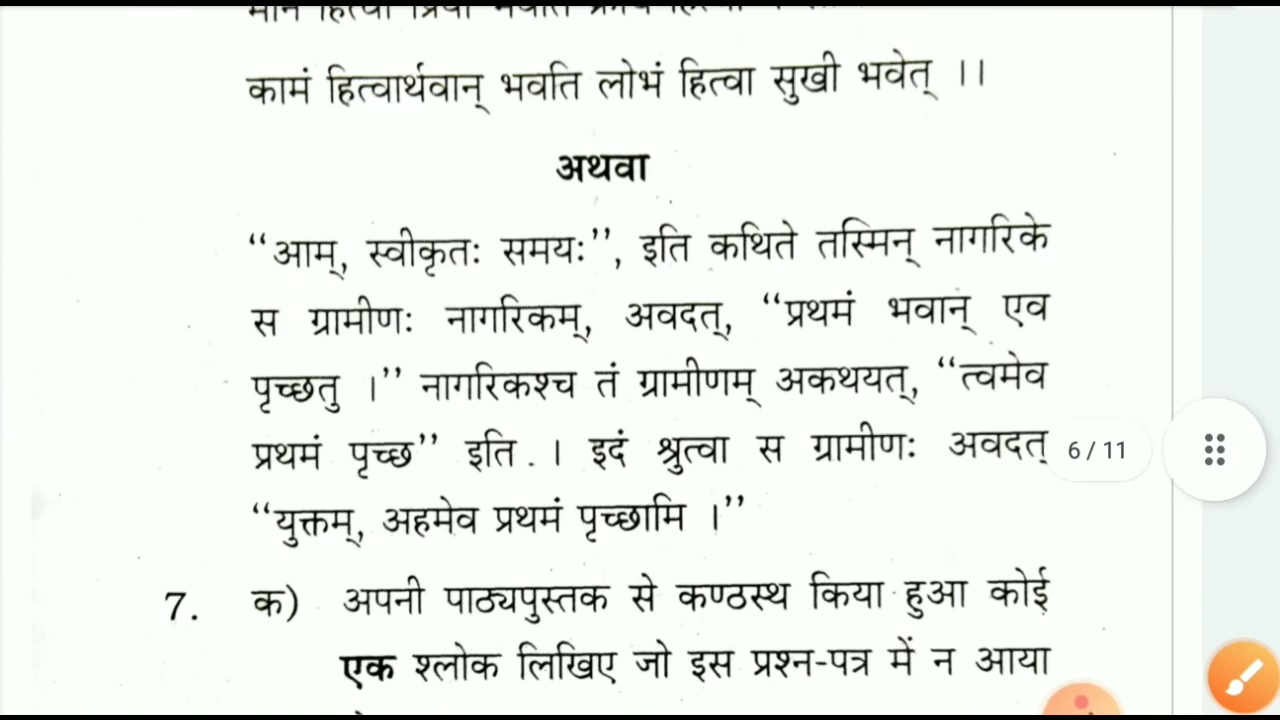 कामं हित्वार्थवान् भवति लोभं हित्वा सुखी भवेत् ।।
अथवा
“आम्, स्वीकृतः समयः”, इति कथिते तस्मिन् नागरिके
स ग्रामीणः नागरिकम्, अवदत्, “प्रथमं भवान् एव
पृच्छतु ।” नागरिकश्च तं ग्रामीणम् अकथयत्, “त्वमेव
प्रथमं पृच्छ” इति . । इदं श्रुत्वा स ग्रामीणः अवदत्
6 / 11
“युक्तम्, अहमेव प्रथमं पृच्छामि ।”
7. क) अपनी पाठ्यपुस्तक से कण्ठस्थ किया हुआ कोई
एक श्लोक लिखिए जो इस प्रश्न-पत्र में न आया